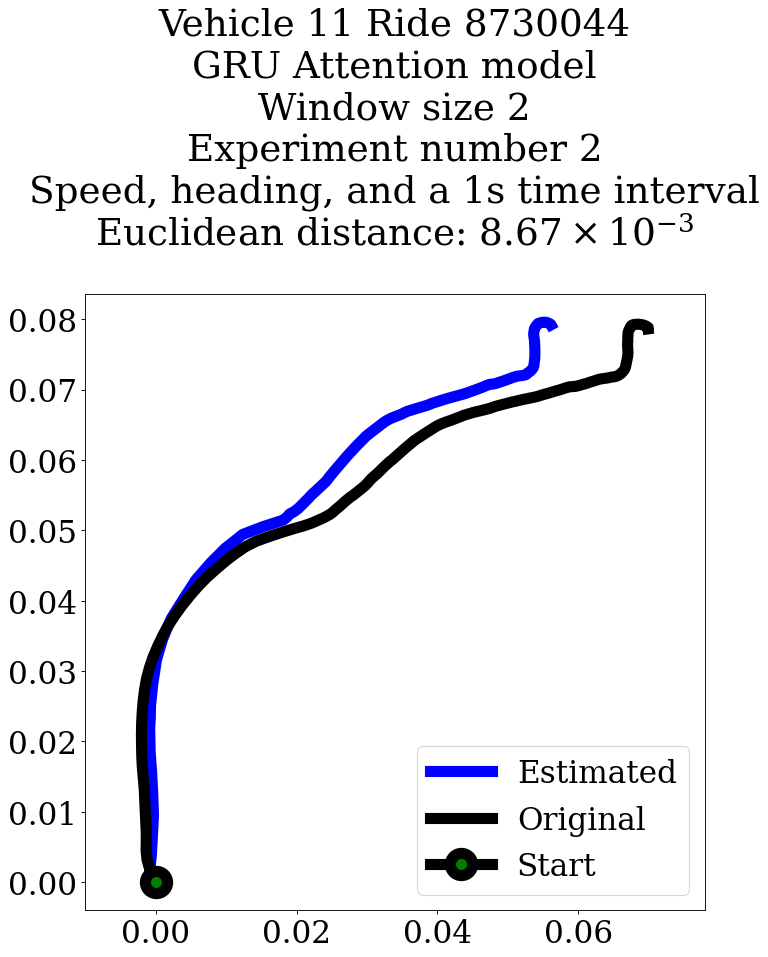 Vehicle 11 Ride 8730044
GRU Attention model
Window size 2
Experiment number 2
Speed, heading, and a 1s time interval
Euclidean distance: 8.67 × 10⁻³
0.08
0.07
0.06
0.05
0.04
0.03
0.02
0.01
0.00
Estimated
Original
Start
0.00 0.02 0.04 0.06